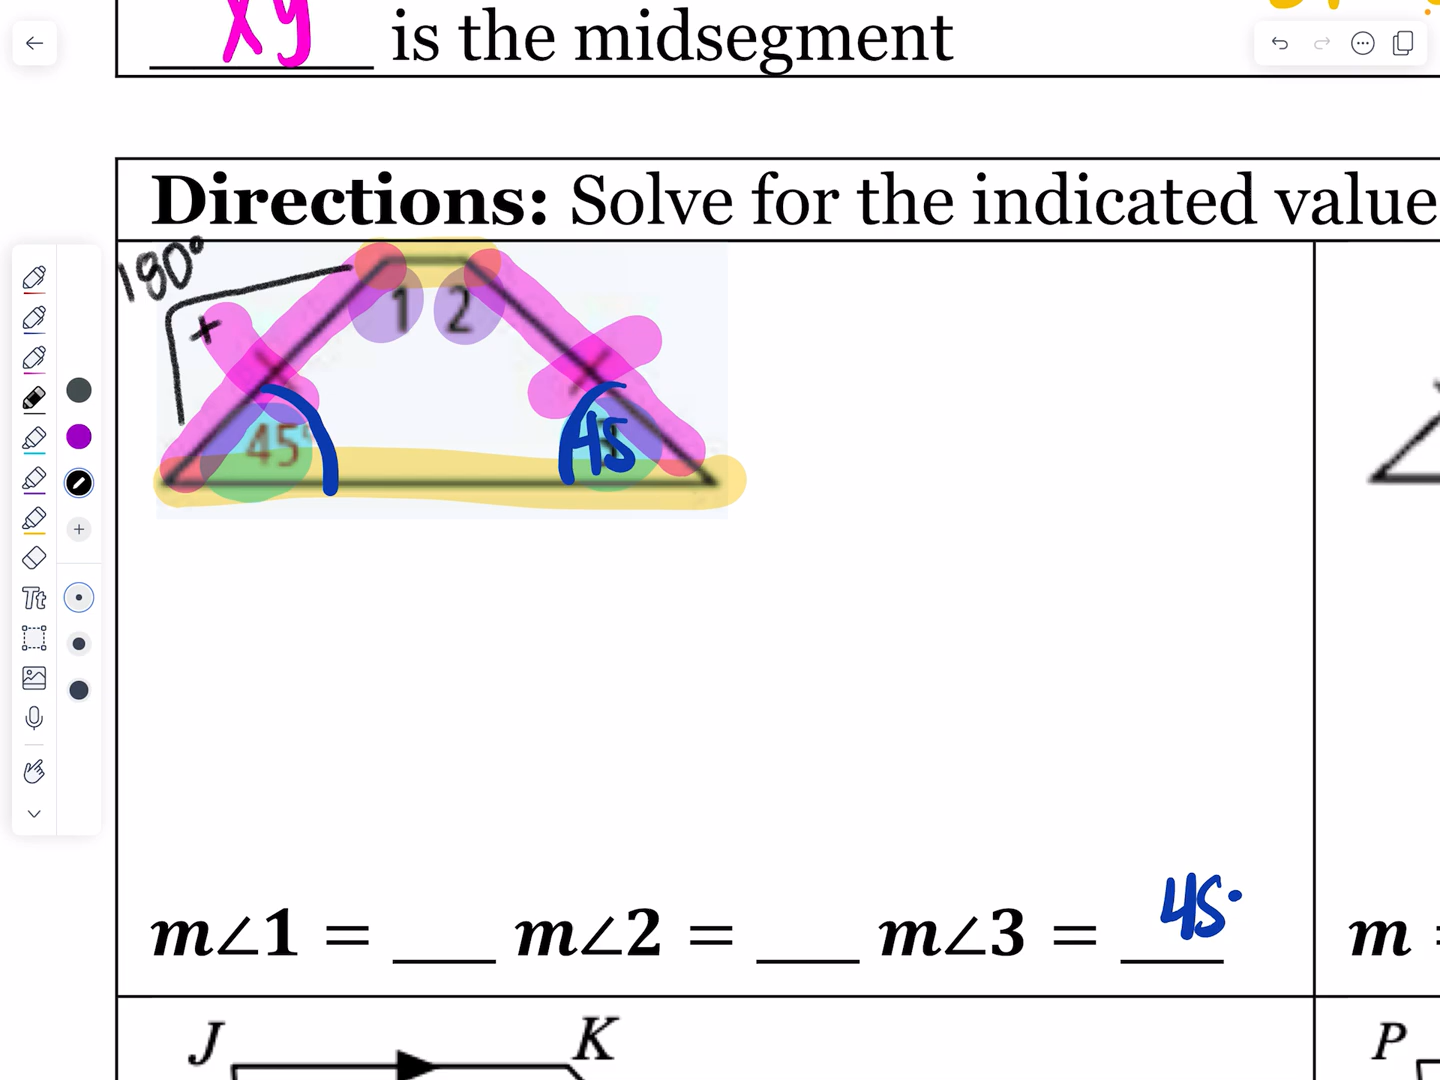 xy is the midsegment
Directions: Solve for the indicated value
180°
+
1 2
45° 45
m∠1 = ___ m∠2 = ___ m∠3 = 45° m =
J K P
Tt